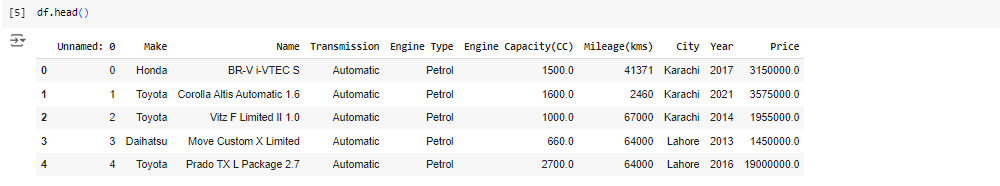 [5] df.head()
Unnamed: 0 Make Name Transmission Engine Type Engine Capacity(CC) Mileage(kms) City Year Price
0 0 Honda BR-V i-VTEC S Automatic Petrol 1500.0 41371 Karachi 2017 3150000.0
1 1 Toyota Corolla Altis Automatic 1.6 Automatic Petrol 1600.0 2460 Karachi 2021 3575000.0
2 2 Toyota Vitz F Limited II 1.0 Automatic Petrol 1000.0 67000 Karachi 2014 1955000.0
3 3 Daihatsu Move Custom X Limited Automatic Petrol 660.0 64000 Lahore 2013 1450000.0
4 4 Toyota Prado TX L Package 2.7 Automatic Petrol 2700.0 64000 Lahore 2016 19000000.0